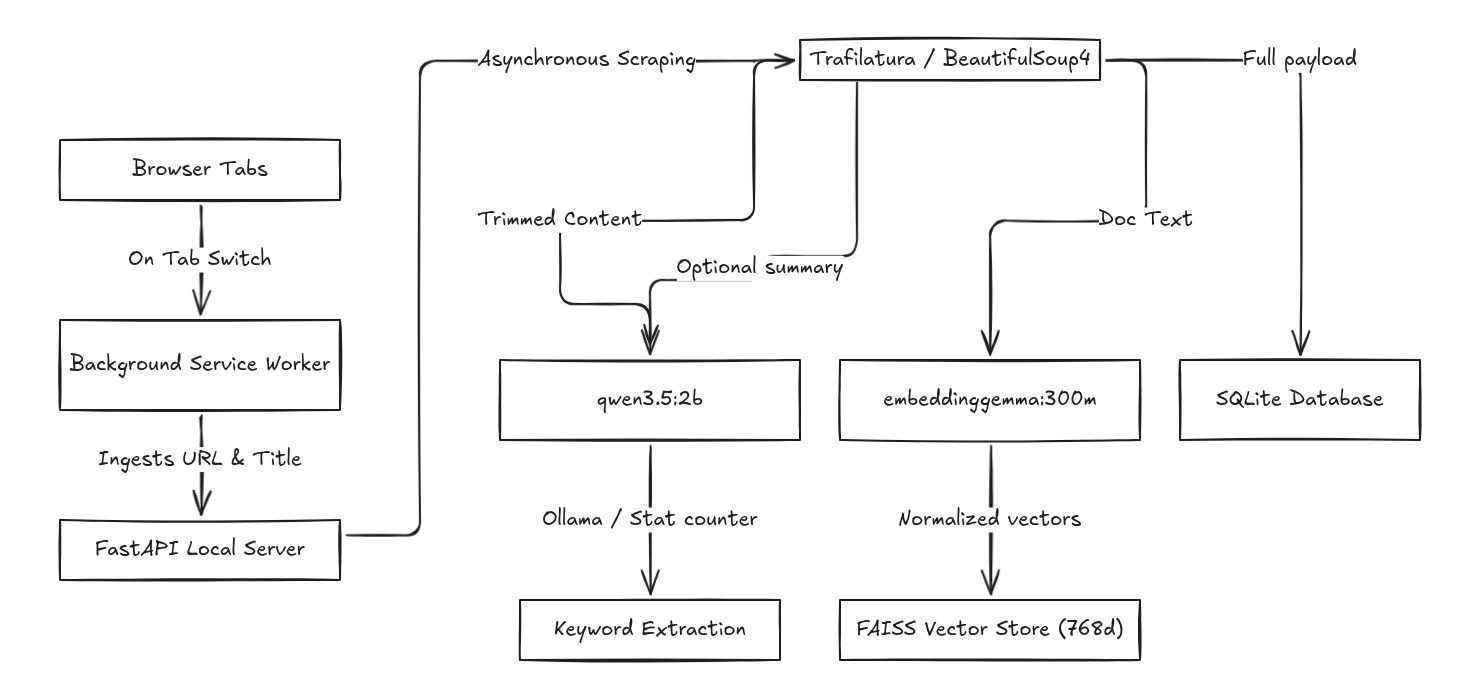 Asynchronous Scraping
Trafilatura / BeautifulSoup4
Full payload
Browser Tabs
Trimmed Content
Doc Text
On Tab Switch
Optional summary
Background Service Worker
qwen3.5:2b
embeddinggemma:300m
SQLite Database
Ingests URL & Title
Ollama / Stat counter
Normalized vectors
FastAPI Local Server
Keyword Extraction
FAISS Vector Store (768d)